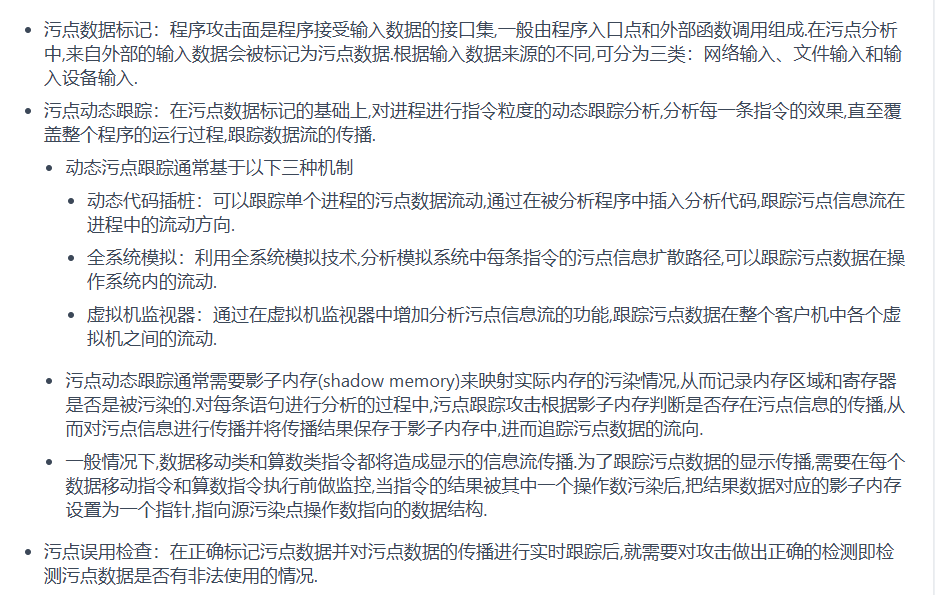 污点数据标记：程序攻击面是程序接受输入数据的接口集,一般由程序入口点和外部函数调用组成.在污点分析
中,来自外部的输入数据会被标记为污点数据.根据输入数据来源的不同,可分为三类：网络输入、文件输入和输
入设备输入.
污点动态跟踪：在污点数据标记的基础上,对进程进行指令粒度的动态跟踪分析,分析每一条指令的效果,直至覆
盖整个程序的运行过程,跟踪数据流的传播.
动态污点跟踪通常基于以下三种机制
动态代码插桩：可以跟踪单个进程的污点数据流动,通过在被分析程序中插入分析代码,跟踪污点信息流在
进程中的流动方向.
全系统模拟：利用全系统模拟技术,分析模拟系统中每条指令的污点信息扩散路径,可以跟踪污点数据在操
作系统内的流动.
虚拟机监视器：通过在虚拟机监视器中增加分析污点信息流的功能,跟踪污点数据在整个客户机中各个虚
拟机之间的流动.
污点动态跟踪通常需要影子内存(shadow memory)来映射实际内存的污染情况,从而记录内存区域和寄存器
是否是被污染的.对每条语句进行分析的过程中,污点跟踪攻击根据影子内存判断是否存在污点信息的传播,从
而对污点信息进行传播并将传播结果保存于影子内存中,进而追踪污点数据的流向.
一般情况下,数据移动类和算数类指令都将造成显示的信息流传播.为了跟踪污点数据的显示传播,需要在每个
数据移动指令和算数指令执行前做监控,当指令的结果被其中一个操作数污染后,把结果数据对应的影子内存
设置为一个指针,指向源污染点操作数指向的数据结构.
污点误用检查：在正确标记污点数据并对污点数据的传播进行实时跟踪后,就需要对攻击做出正确的检测即检
测污点数据是否有非法使用的情况.